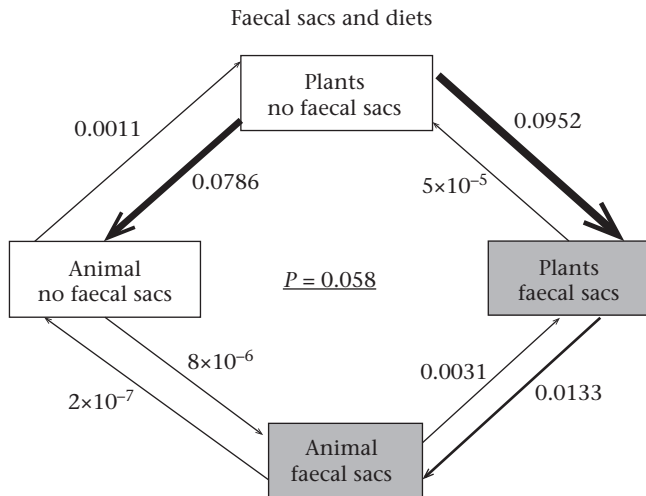 Faecal sacs and diets
Plants
no faecal sacs
0.0011
0.0952
0.0786
5×10⁻⁵
Animal
no faecal sacs
P = 0.058
Plants
faecal sacs
8×10⁻⁶
2×10⁻⁷
0.0031
0.0133
Animal
faecal sacs